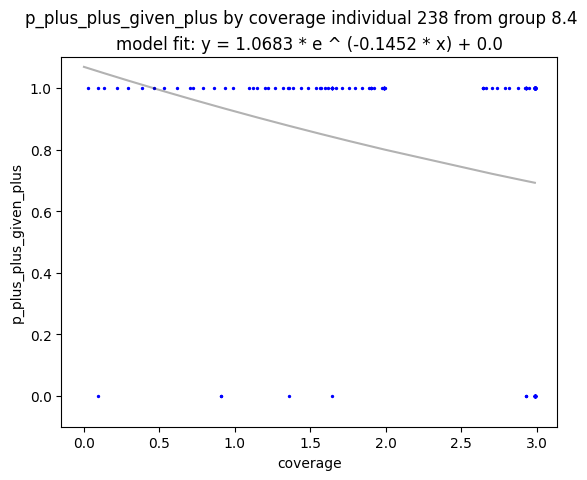 p_plus_plus_given_plus by coverage individual 238 from group 8.4
model fit: y = 1.0683 * e ^ (-0.1452 * x) + 0.0
1.0
0.8
0.6
0.4
0.2
0.0
p_plus_plus_given_plus
0.0 0.5 1.0 1.5 2.0 2.5 3.0
coverage